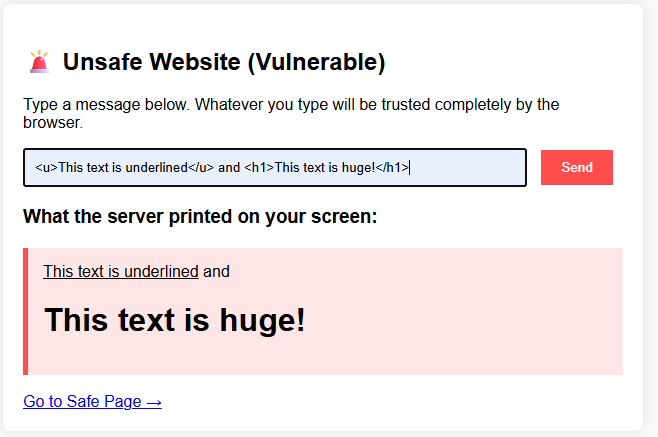 🚨 Unsafe Website (Vulnerable)
Type a message below. Whatever you type will be trusted completely by the
browser.
<u>This text is underlined</u> and <h1>This text is huge!</h1>
Send
What the server printed on your screen:
This text is underlined and
This text is huge!
Go to Safe Page →